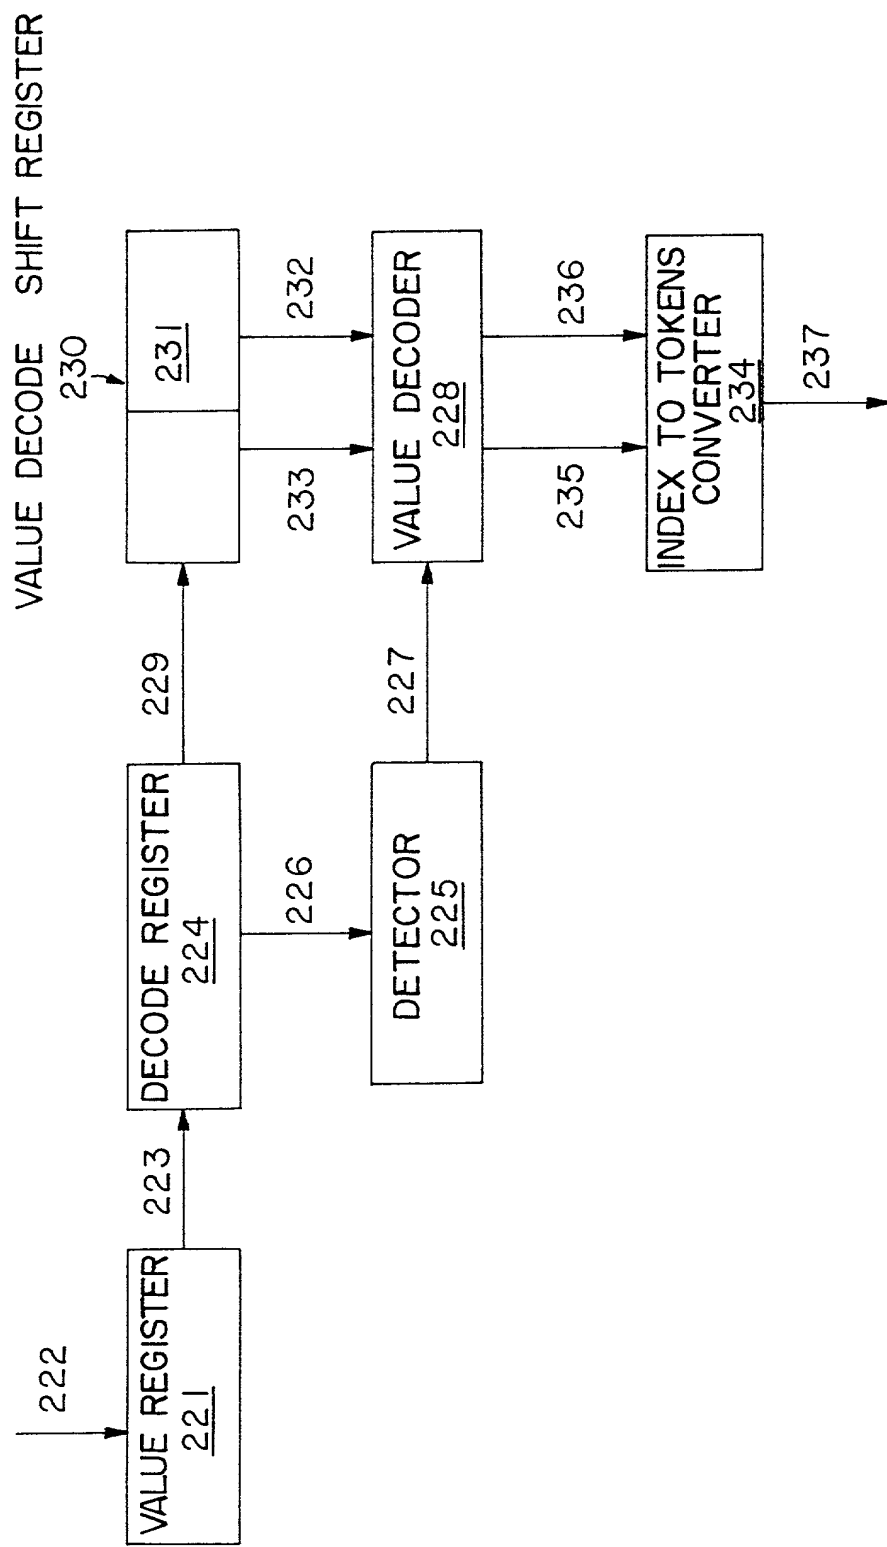 VALUE DECODE SHIFT REGISTER
222
230
VALUE REGISTER
221
223
DECODE REGISTER
224
229
231
226
233
232
DETECTOR
225
227
VALUE DECODER
228
235
236
INDEX TO TOKENS
CONVERTER
234
237